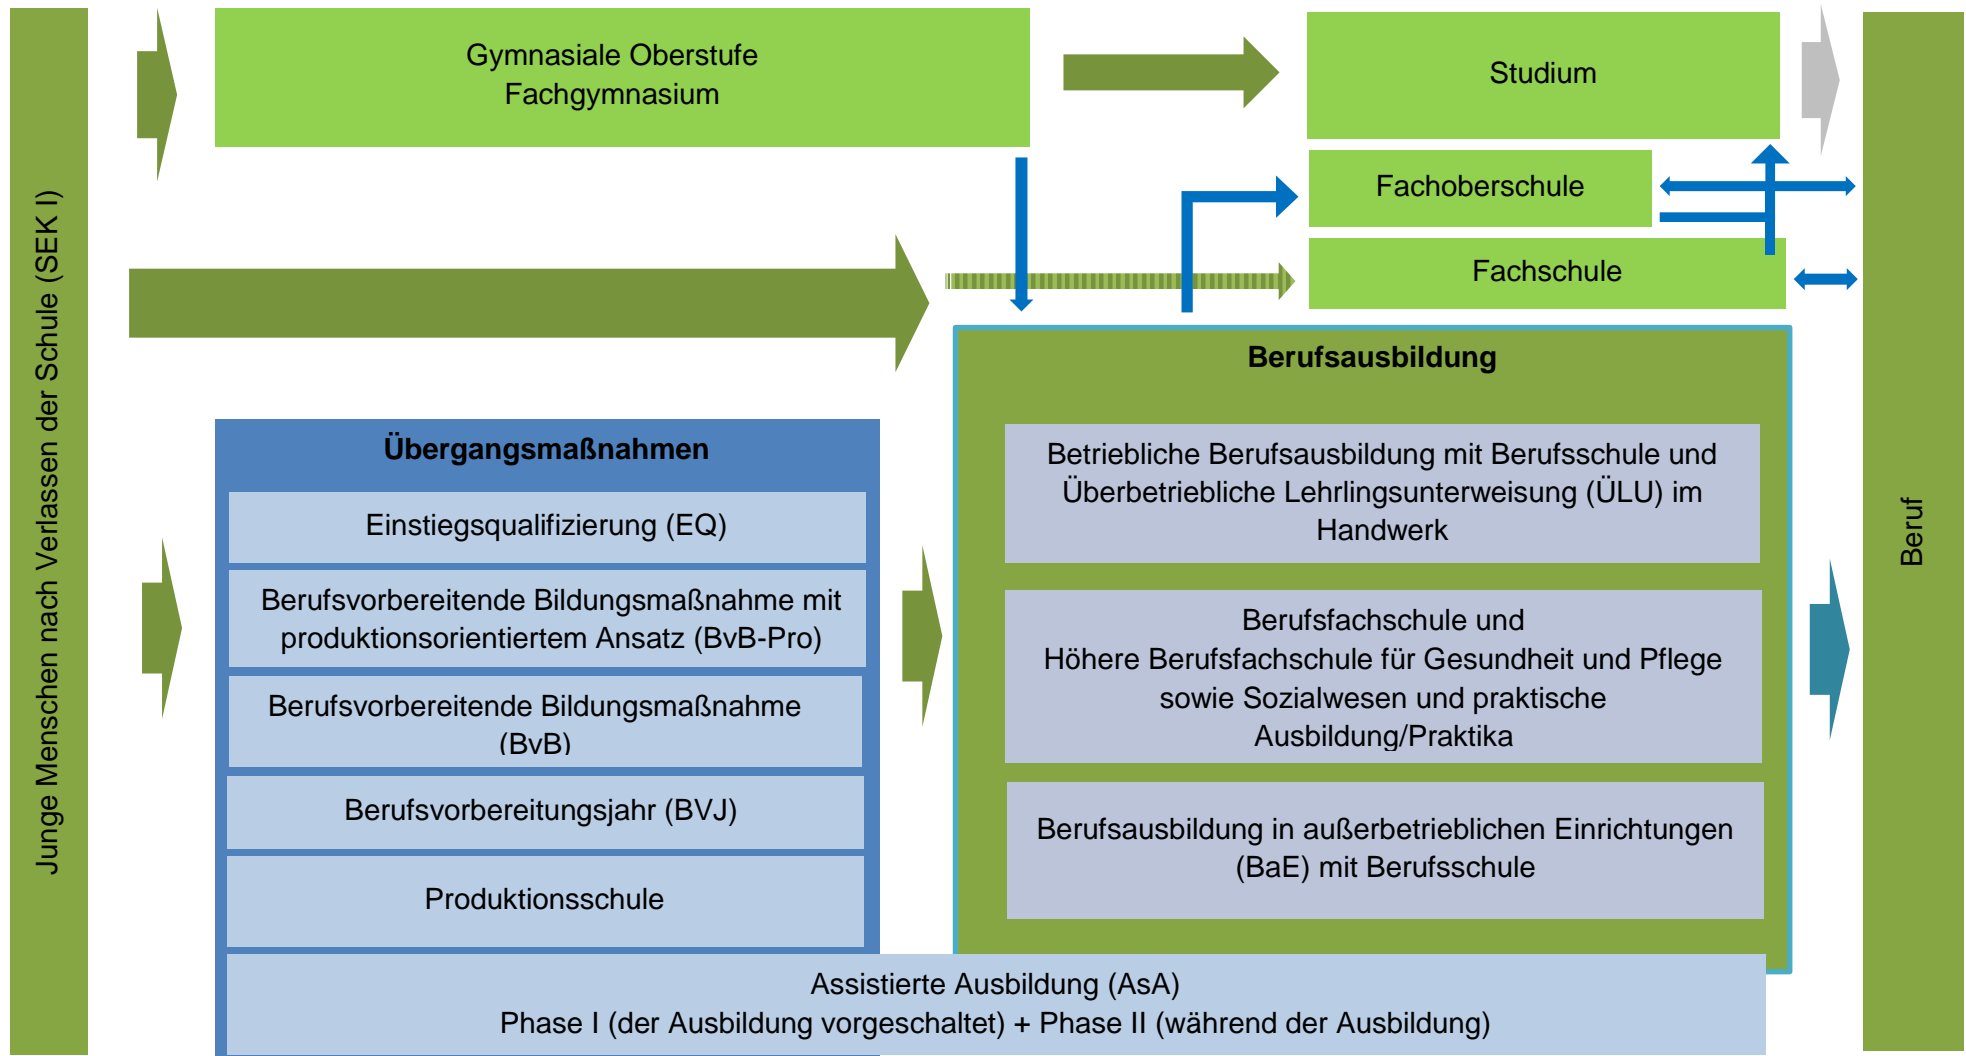 Junge Menschen nach Verlassen der Schule (SEK I)
Gymnasiale Oberstufe
Fachgymnasium
Studium
Fachoberschule
Fachschule
Übergangsmaßnahmen
Einstiegsqualifizierung (EQ)
Berufsvorbereitende Bildungsmaßnahme mit
produktionsorientiertem Ansatz (BvB-Pro)
Berufsvorbereitende Bildungsmaßnahme
(BvB)
Berufsvorbereitungsjahr (BVJ)
Produktionsschule
Berufsausbildung
Betriebliche Berufsausbildung mit Berufsschule und
Überbetriebliche Lehrlingsunterweisung (ÜLU) im
Handwerk
Berufsfachschule und
Höhere Berufsfachschule für Gesundheit und Pflege
sowie Sozialwesen und praktische
Ausbildung/Praktika
Berufsausbildung in außerbetrieblichen Einrichtungen
(BaE) mit Berufsschule
Assistierte Ausbildung (AsA)
Phase I (der Ausbildung vorgeschaltet) + Phase II (während der Ausbildung)
Beruf